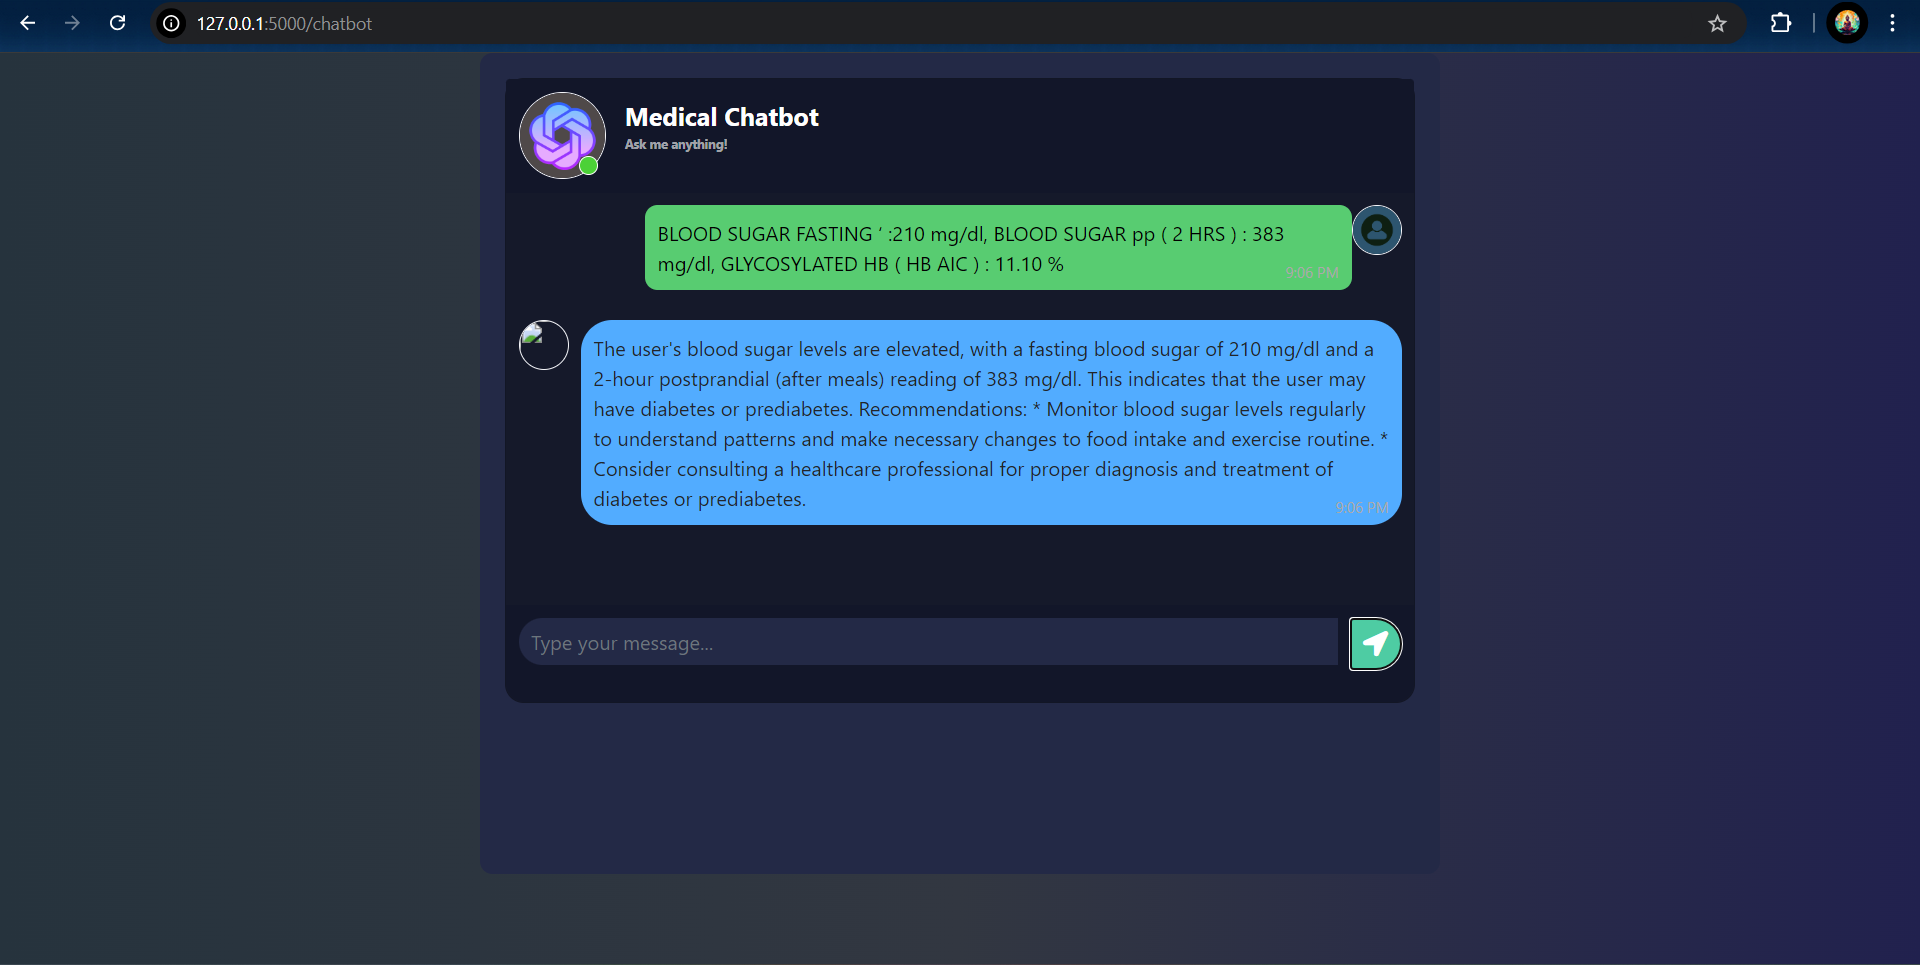 127.0.0.1:5000/chatbot
Medical Chatbot
Ask me anything!
BLOOD SUGAR FASTING ‘ :210 mg/dl, BLOOD SUGAR pp ( 2 HRS ) : 383
mg/dl, GLYCOSYLATED HB ( HB AIC ) : 11.10 %
9:06 PM
The user's blood sugar levels are elevated, with a fasting blood sugar of 210 mg/dl and a
2-hour postprandial (after meals) reading of 383 mg/dl. This indicates that the user may
have diabetes or prediabetes. Recommendations: * Monitor blood sugar levels regularly
to understand patterns and make necessary changes to food intake and exercise routine. *
Consider consulting a healthcare professional for proper diagnosis and treatment of
diabetes or prediabetes.
9:06 PM
Type your message...